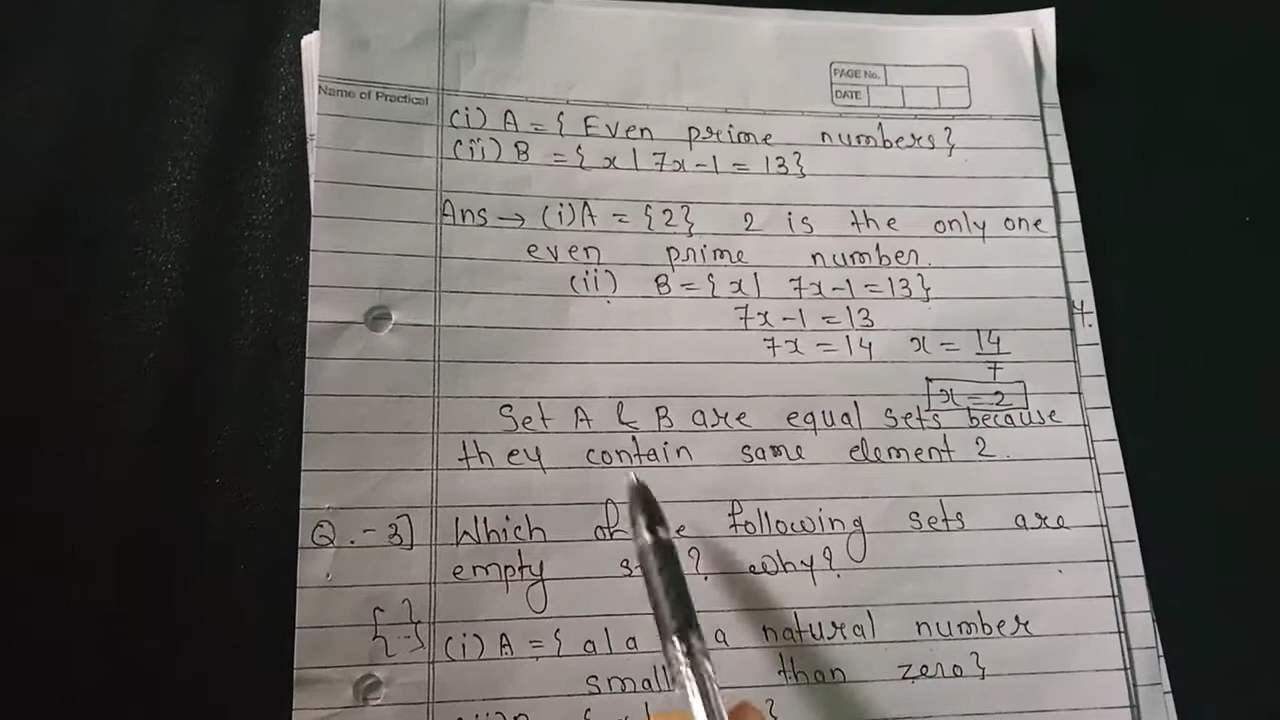 PAGE No.
DATE
Name of Practical
(i) A = { Even prime numbers}
(ii) B = { x | 7x - 1 = 13}
Ans → (i) A = {2} 2 is the only one
even prime number.
(ii) B = { x | 7x - 1 = 13}
7x - 1 = 13
4.
7x = 14 x = 14/7
x = 2
Set A & B are equal sets because
they contain same element 2.
Q. - 3] Which of following sets are
empty ? why?
{ }
(i) A = { a | a a natural number
than zero}